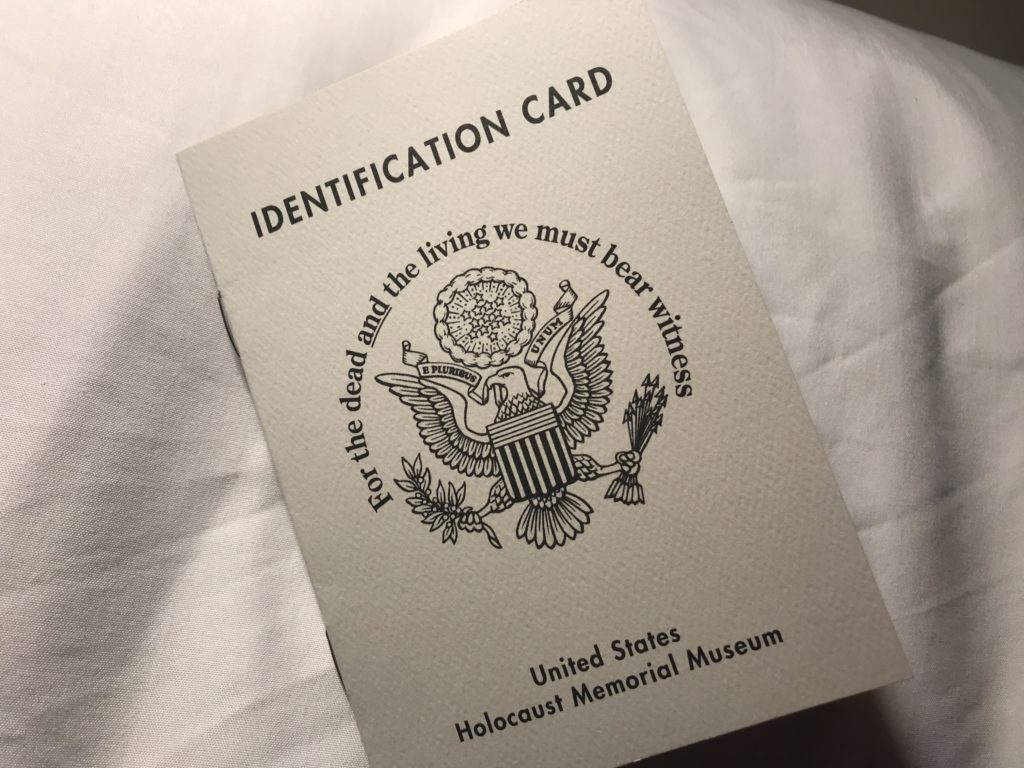 IDENTIFICATION CARD
For the dead and the living we must bear witness
E PLURIBUS UNUM
United States
Holocaust Memorial Museum